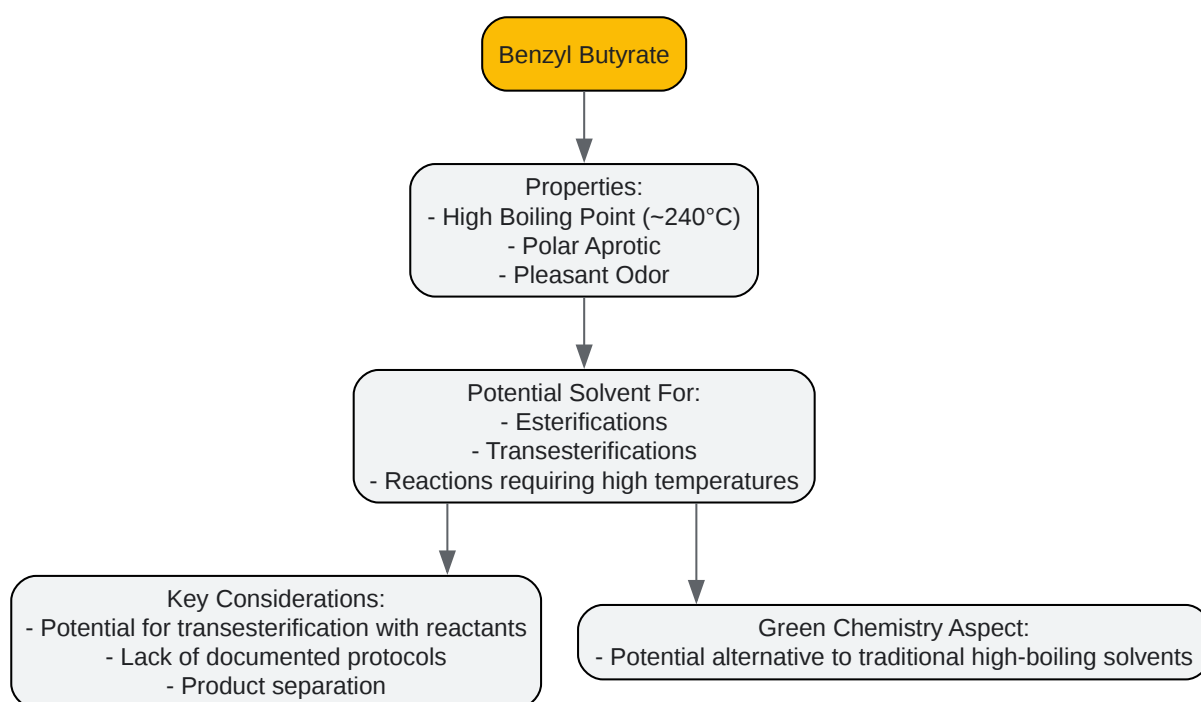 Benzyl Butyrate
Properties:
- High Boiling Point (~240°C)
- Polar Aprotic
- Pleasant Odor
Potential Solvent For:
- Esterifications
- Transesterifications
- Reactions requiring high temperatures
Key Considerations:
- Potential for transesterification with reactants
- Lack of documented protocols
- Product separation
Green Chemistry Aspect:
- Potential alternative to traditional high-boiling solvents